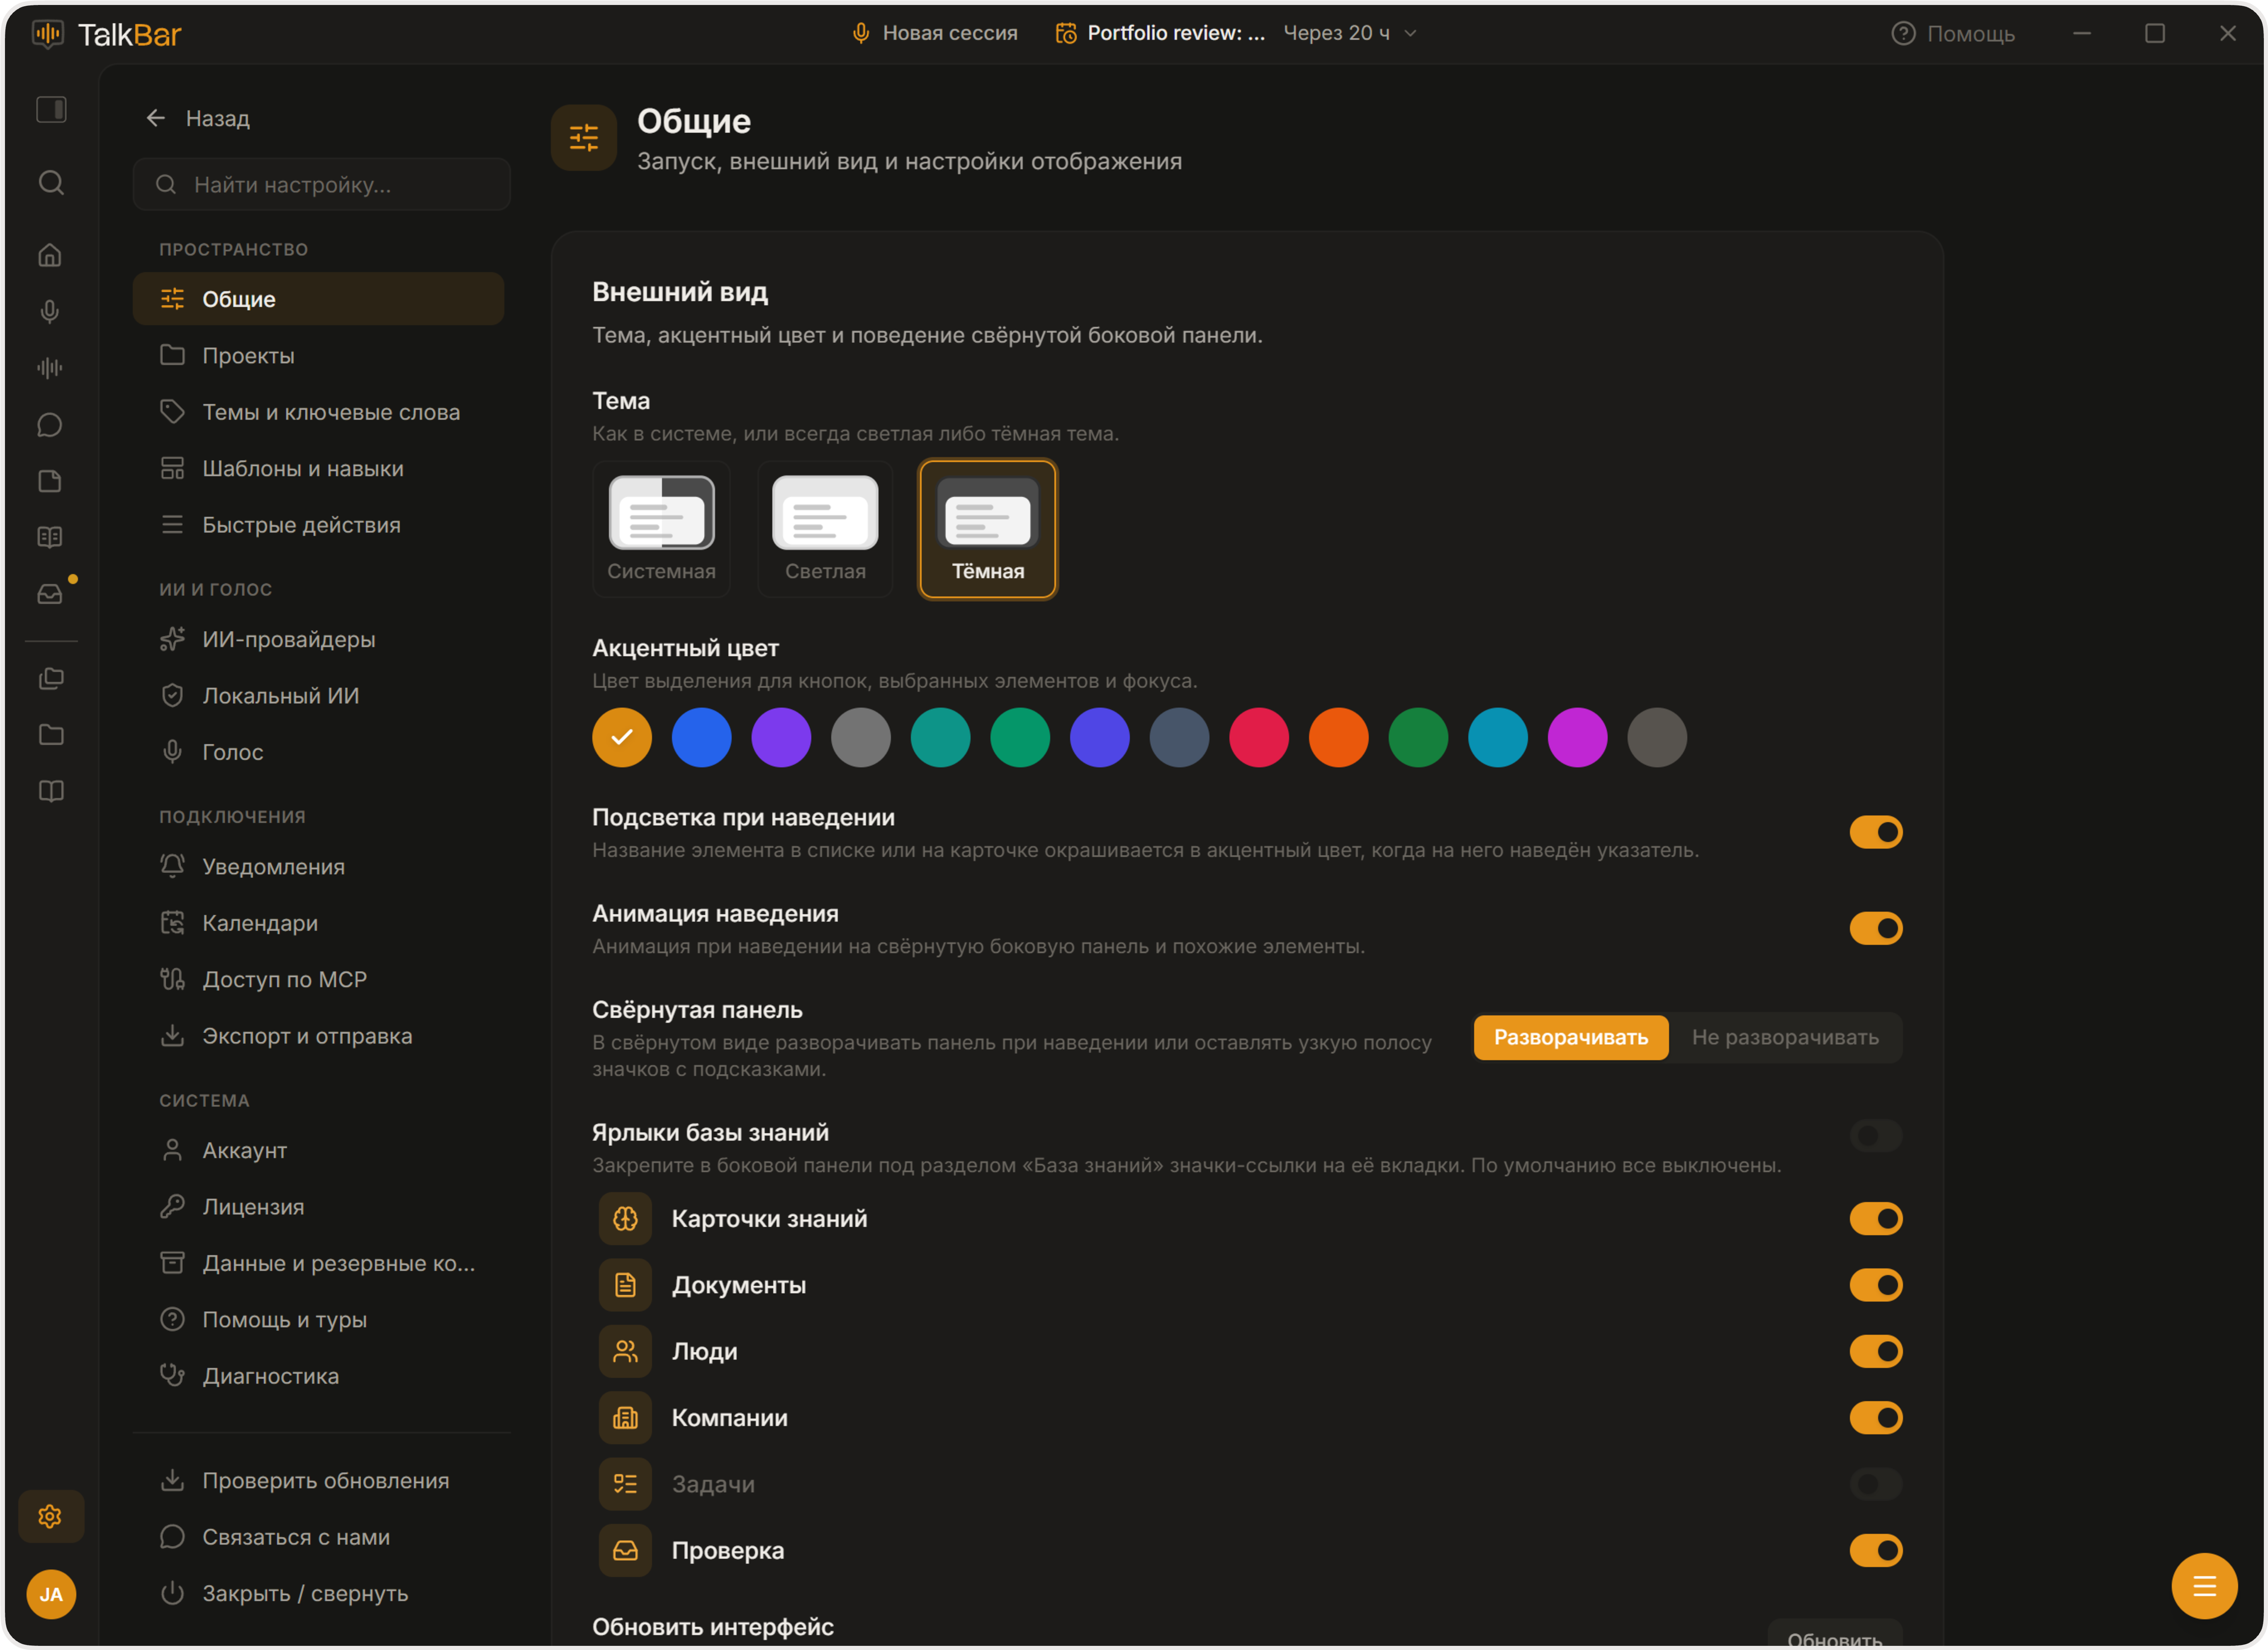 TalkBar
Новая сессия
Portfolio review: ...
Через 20 ч
Помощь
Назад
Найти настройку...
ПРОСТРАНСТВО
Общие
Проекты
Темы и ключевые слова
Шаблоны и навыки
Быстрые действия
ИИ И ГОЛОС
ИИ-провайдеры
Локальный ИИ
Голос
ПОДКЛЮЧЕНИЯ
Уведомления
Календари
Доступ по MCP
Экспорт и отправка
СИСТЕМА
Аккаунт
Лицензия
Данные и резервные ко...
Помощь и туры
Диагностика
Проверить обновления
Связаться с нами
Закрыть / свернуть
JA
Общие
Запуск, внешний вид и настройки отображения
Внешний вид
Тема, акцентный цвет и поведение свёрнутой боковой панели.
Тема
Как в системе, или всегда светлая либо тёмная тема.
Системная
Светлая
Тёмная
Акцентный цвет
Цвет выделения для кнопок, выбранных элементов и фокуса.
Подсветка при наведении
Название элемента в списке или на карточке окрашивается в акцентный цвет, когда на него наведён указатель.
Анимация наведения
Анимация при наведении на свёрнутую боковую панель и похожие элементы.
Свёрнутая панель
В свёрнутом виде разворачивать панель при наведении или оставлять узкую полосу
значков с подсказками.
Разворачивать
Не разворачивать
Ярлыки базы знаний
Закрепите в боковой панели под разделом «База знаний» значки-ссылки на её вкладки. По умолчанию все выключены.
Карточки знаний
Документы
Люди
Компании
Задачи
Проверка
Обновить интерфейс
Обновить